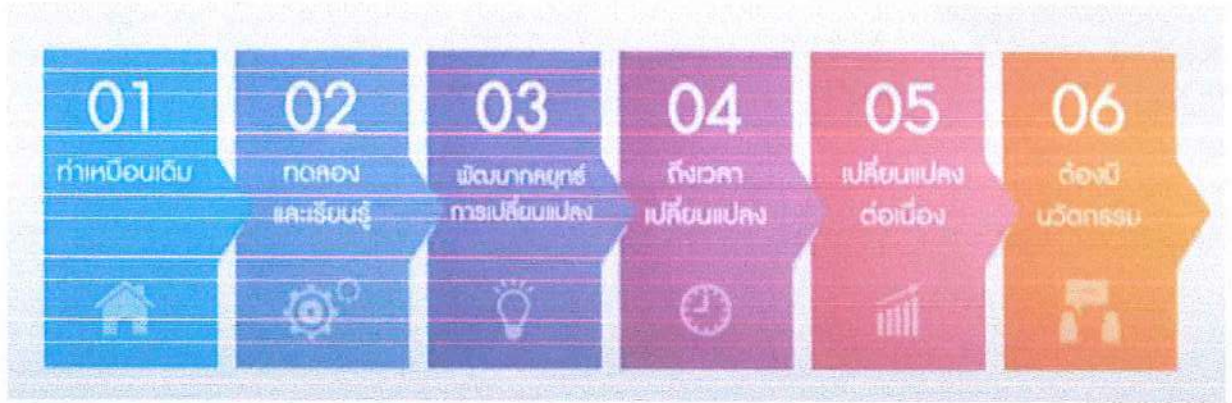 01
ทำเหมือนเดิม
02
ทดลอง
และเรียนรู้
03
พัฒนากลยุทธ์
การเปลี่ยนแปลง
04
ถึงเวลา
เปลี่ยนแปลง
05
เปลี่ยนแปลง
ต่อเนื่อง
06
ต้องมี
นวัตกรรม